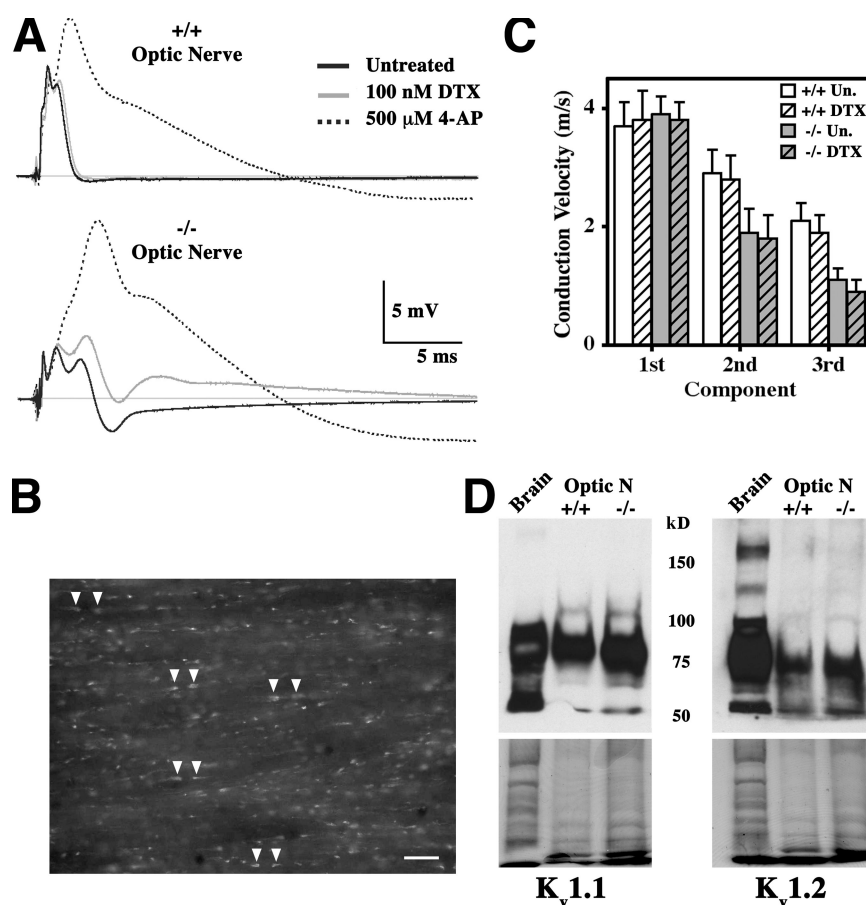 A
+/+
Optic Nerve
Untreated
100 nM DTX
500 μM 4-AP
-/-
Optic Nerve
5 mV
5 ms
B
C
Conduction Velocity (m/s)
4
2
0
+/+ Un.
+/+ DTX
-/- Un.
-/- DTX
1st 2nd 3rd
Component
D
Brain Optic N
+/+ -/-
kD
150
100
75
50
Brain Optic N
+/+ -/-
Kv1.1 Kv1.2